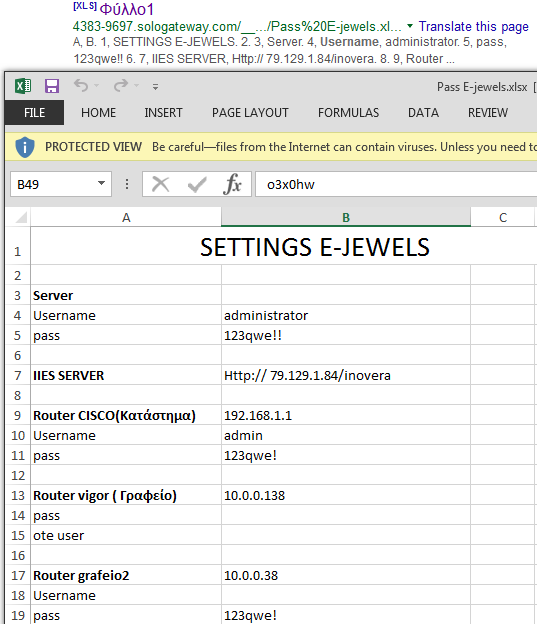 [XLS] Φύλλο1
4383-9697.sologateway.com/__.../Pass%20E-jewels.xl... Translate this page
A, B. 1, SETTINGS E-JEWELS. 2. 3, Server. 4, Username, administrator. 5, pass,
123qwe!! 6. 7, IIES SERVER, Http:// 79.129.1.84/inovera. 8. 9, Router ...
Pass E-jewels.xlsx [
FILE HOME INSERT PAGE LAYOUT FORMULAS DATA REVIEW
PROTECTED VIEW Be careful—files from the Internet can contain viruses. Unless you need to
B49 fx o3x0hw
A B C
1 SETTINGS E-JEWELS
2
3 Server
4 Username administrator
5 pass 123qwe!!
6
7 IIES SERVER Http:// 79.129.1.84/inovera
8
9 Router CISCO(Κατάστημα) 192.168.1.1
10 Username admin
11 pass 123qwe!
12
13 Router vigor ( Γραφείο) 10.0.0.138
14 pass
15 ote user
16
17 Router grafeio2 10.0.0.38
18 Username
19 pass 123qwe!